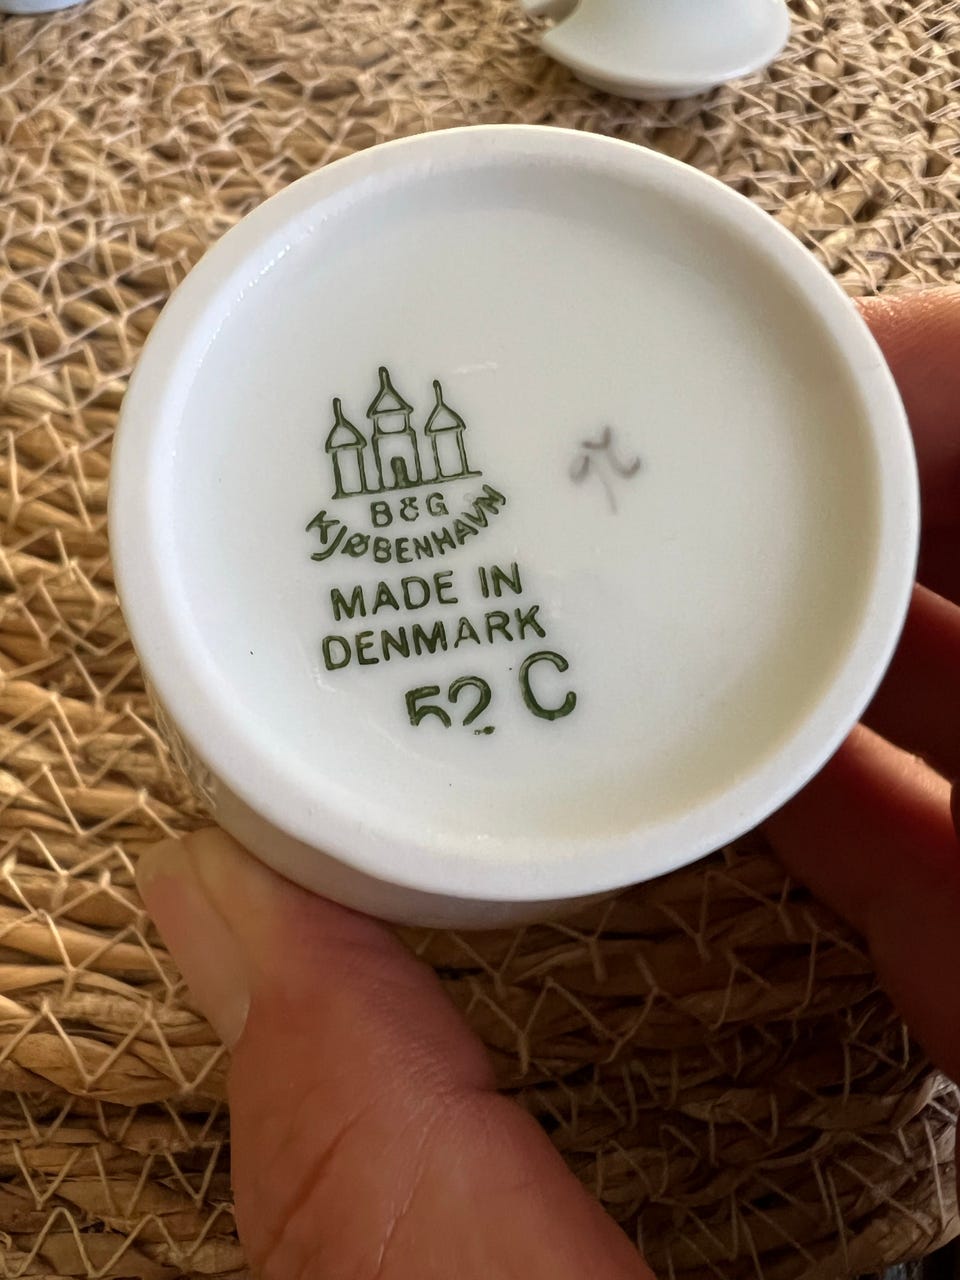 B&G
KJØBENHAVN
MADE IN
DENMARK
52 C